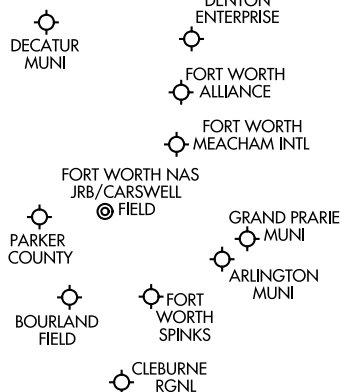 DENTON
ENTERPRISE
DECATUR
MUNI
FORT WORTH
ALLIANCE
FORT WORTH
MEACHAM INTL
FORT WORTH NAS
JRB/CARSWELL
FIELD
GRAND PRARIE
MUNI
PARKER
COUNTY
ARLINGTON
MUNI
BOURLAND
FIELD
FORT
WORTH
SPINKS
CLEBURNE
RGNL